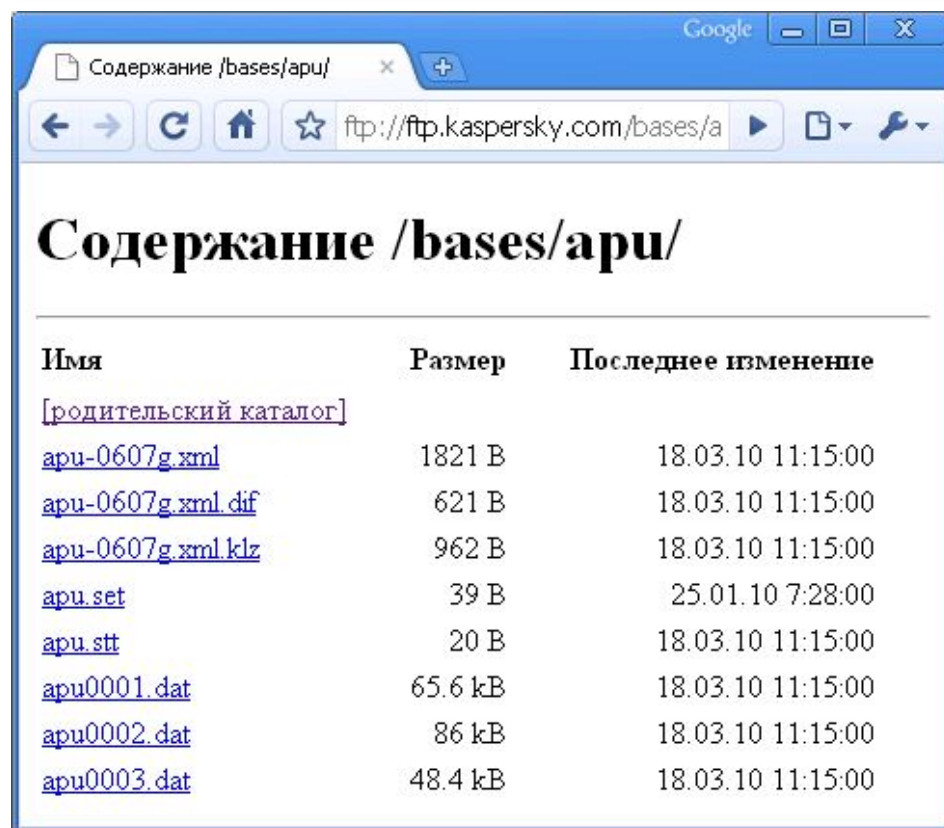 Google
Содержание /bases/apu/
ftp://ftp.kaspersky.com/bases/a
Содержание /bases/apu/
Имя Размер Последнее изменение
[родительский каталог]
apu-0607g.xml 1821 B 18.03.10 11:15:00
apu-0607g.xml.dif 621 B 18.03.10 11:15:00
apu-0607g.xml.klz 962 B 18.03.10 11:15:00
apu.set 39 B 25.01.10 7:28:00
apu.stt 20 B 18.03.10 11:15:00
apu0001.dat 65.6 kB 18.03.10 11:15:00
apu0002.dat 86 kB 18.03.10 11:15:00
apu0003.dat 48.4 kB 18.03.10 11:15:00